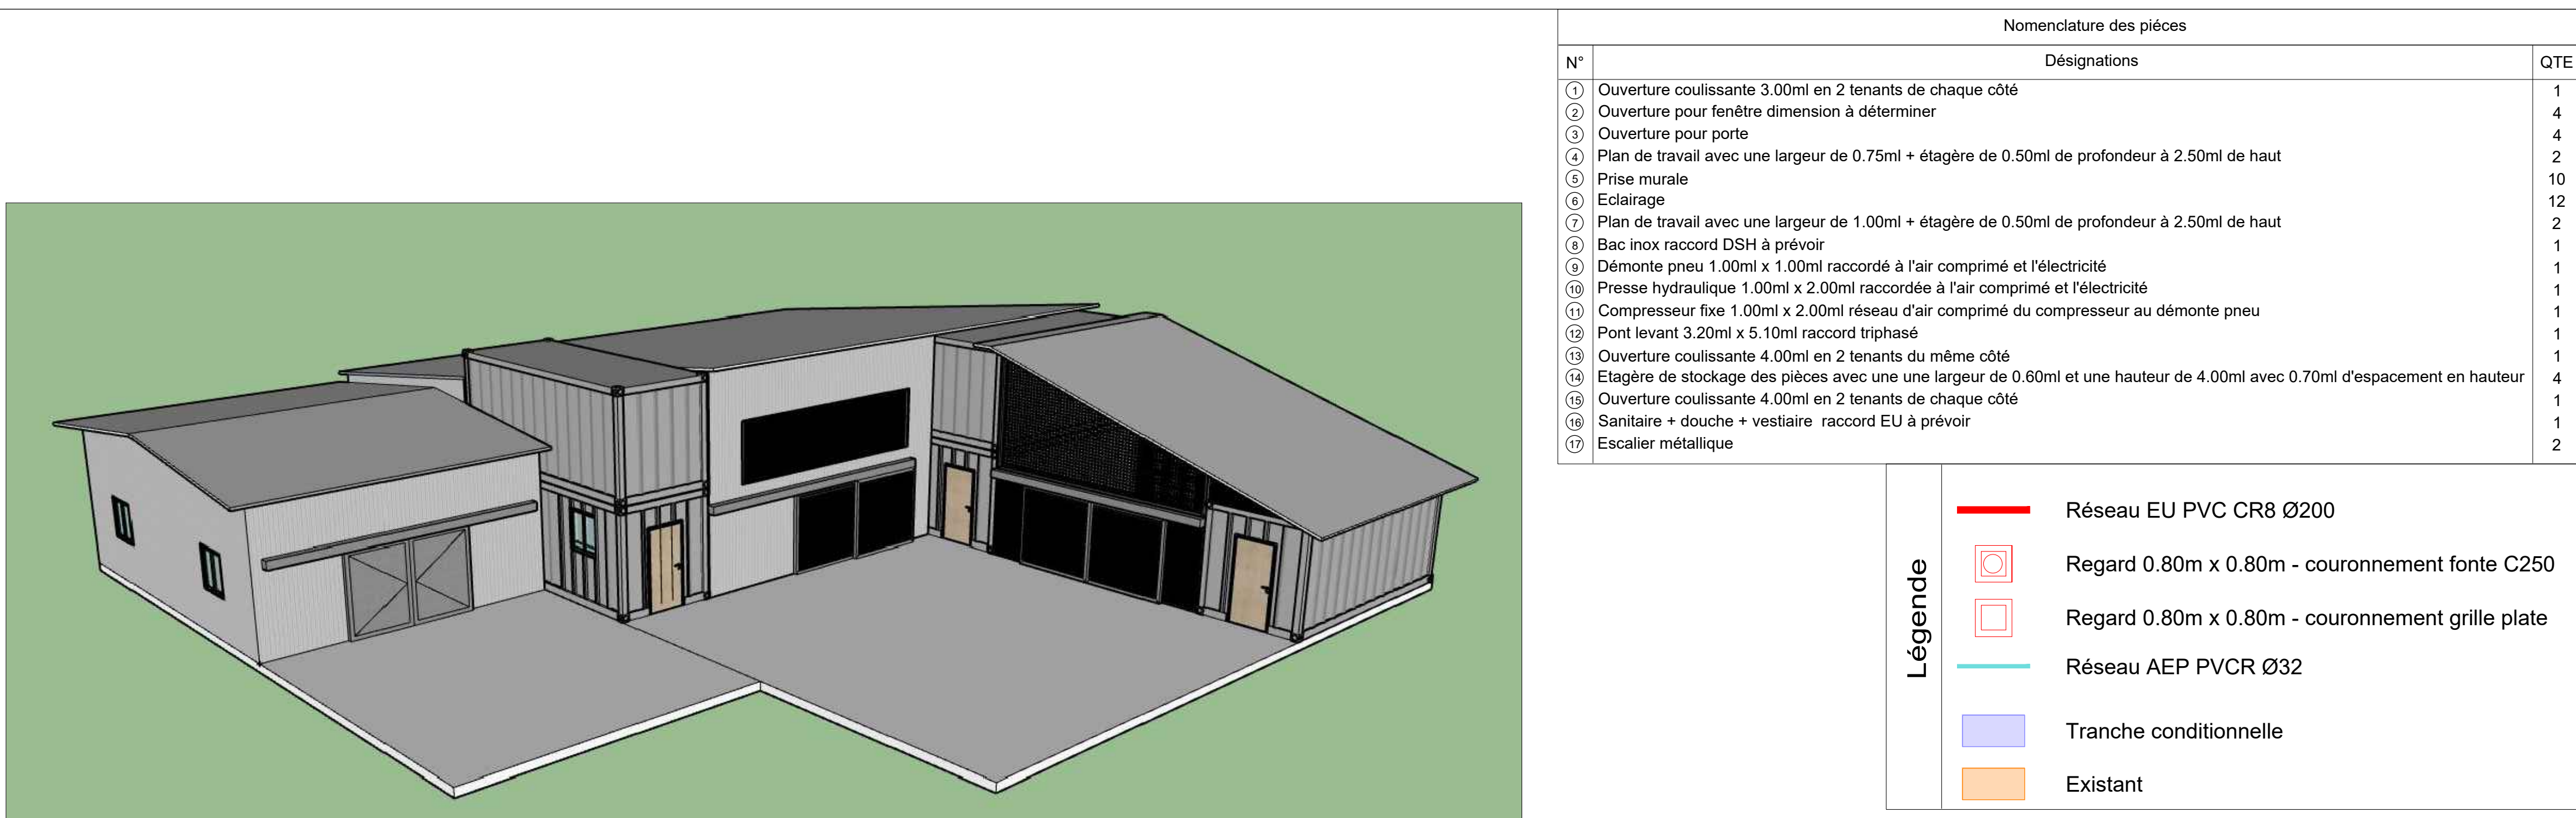 Nomenclature des piéces
N° Désignations QTE
1 Ouverture coulissante 3.00ml en 2 tenants de chaque côté 1
2 Ouverture pour fenêtre dimension à déterminer 4
3 Ouverture pour porte 4
4 Plan de travail avec une largeur de 0.75ml + étagère de 0.50ml de profondeur à 2.50ml de haut 2
5 Prise murale 10
6 Eclairage 12
7 Plan de travail avec une largeur de 1.00ml + étagère de 0.50ml de profondeur à 2.50ml de haut 2
8 Bac inox raccord DSH à prévoir 1
9 Démonte pneu 1.00ml x 1.00ml raccordé à l'air comprimé et l'électricité 1
10 Presse hydraulique 1.00ml x 2.00ml raccordée à l'air comprimé et l'électricité 1
11 Compresseur fixe 1.00ml x 2.00ml réseau d'air comprimé du compresseur au démonte pneu 1
12 Pont levant 3.20ml x 5.10ml raccord triphasé 1
13 Ouverture coulissante 4.00ml en 2 tenants du même côté 1
14 Etagère de stockage des pièces avec une une largeur de 0.60ml et une hauteur de 4.00ml avec 0.70ml d'espacement en hauteur 4
15 Ouverture coulissante 4.00ml en 2 tenants de chaque côté 1
16 Sanitaire + douche + vestiaire raccord EU à prévoir 1
17 Escalier métallique 2
Légende
Réseau EU PVC CR8 Ø200
Regard 0.80m x 0.80m - couronnement fonte C250
Regard 0.80m x 0.80m - couronnement grille plate
Réseau AEP PVCR Ø32
Tranche conditionnelle
Existant